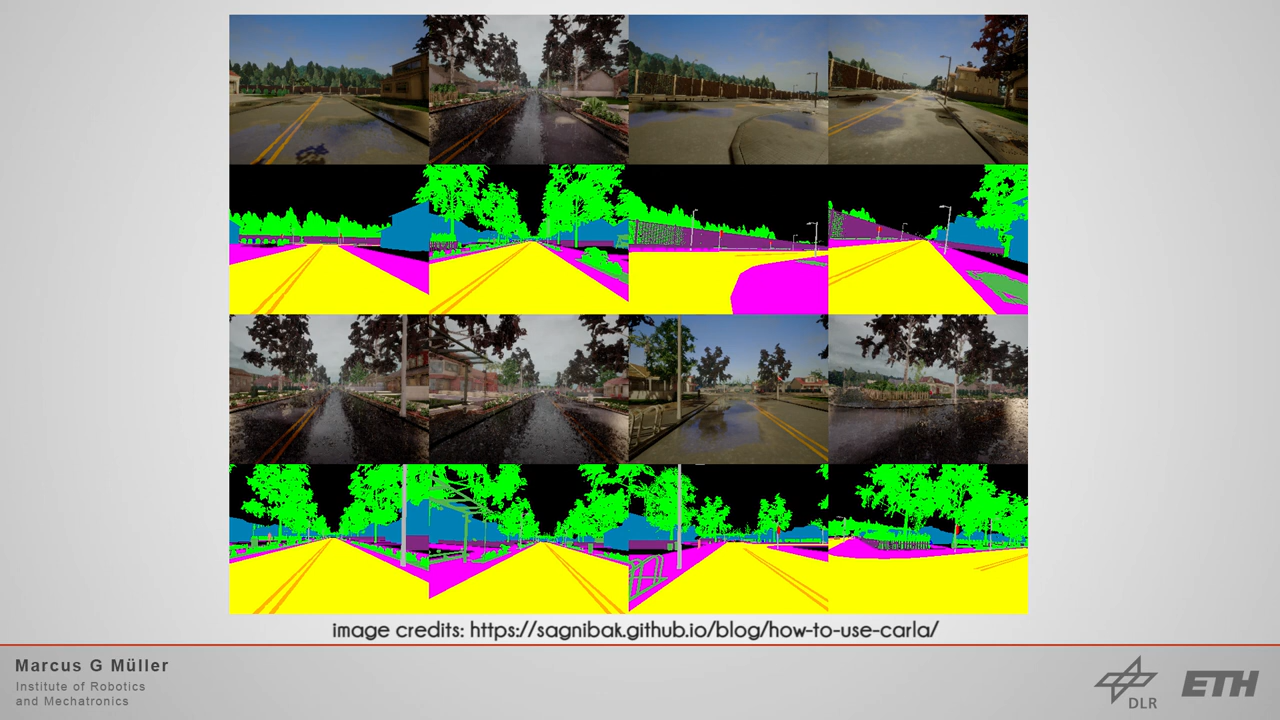 image credits: https://sagnibak.github.io/blog/how-to-use-carla/
Marcus G Müller
Institute of Robotics
and Mechatronics
DLR
ETH